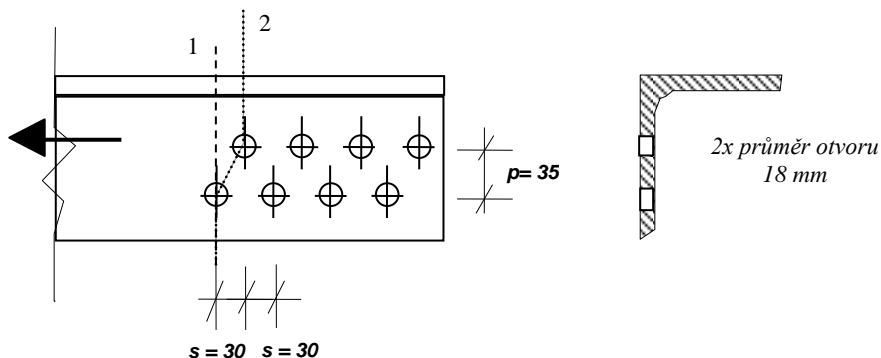 2
1
2x průměr otvoru
18 mm
p= 35
s = 30 s = 30